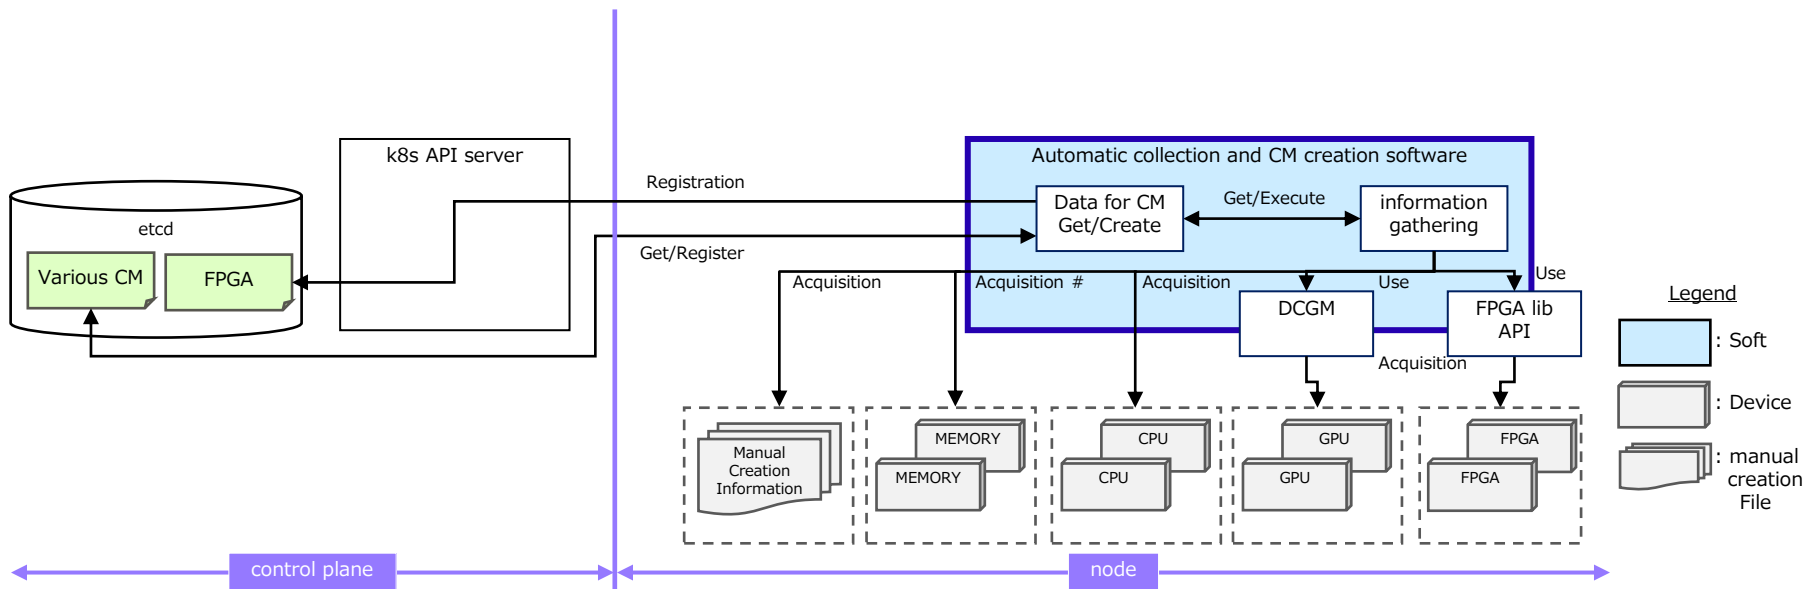 k8s API server
Automatic collection and CM creation software
Registration
Data for CM
Get/Create
Get/Execute
information
gathering
etcd
Get/Register
Various CM
FPGA
Acquisition
Acquisition #
Acquisition
Use
Use
DCGM
FPGA lib
API
Acquisition
Legend
: Soft
: Device
: manual
creation
File
Manual
Creation
Information
MEMORY
MEMORY
CPU
CPU
GPU
GPU
FPGA
FPGA
control plane
node